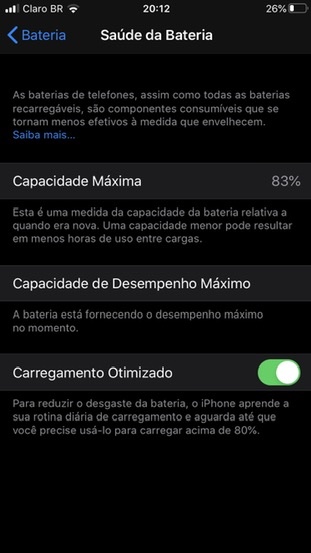 Claro BR 20:12 26%
Bateria Saúde da Bateria
As baterias de telefones, assim como todas as baterias
recarregáveis, são componentes consumíveis que se
tornam menos efetivos à medida que envelhecem.
Saiba mais...
Capacidade Máxima 83%
Esta é uma medida da capacidade da bateria relativa a
quando era nova. Uma capacidade menor pode resultar
em menos horas de uso entre cargas.
Capacidade de Desempenho Máximo
A bateria está fornecendo o desempenho máximo
no momento.
Carregamento Otimizado
Para reduzir o desgaste da bateria, o iPhone aprende a
sua rotina diária de carregamento e aguarda até que
você precise usá-lo para carregar acima de 80%.